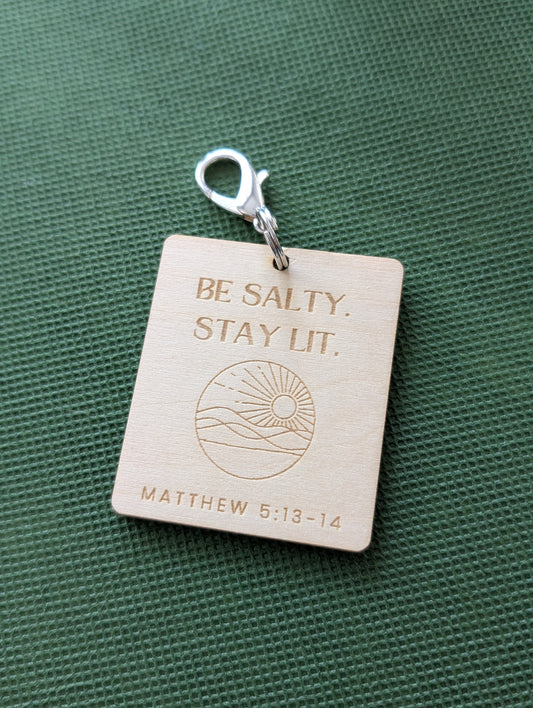 BE SALTY.
STAY LIT.
MATTHEW 5:13-14